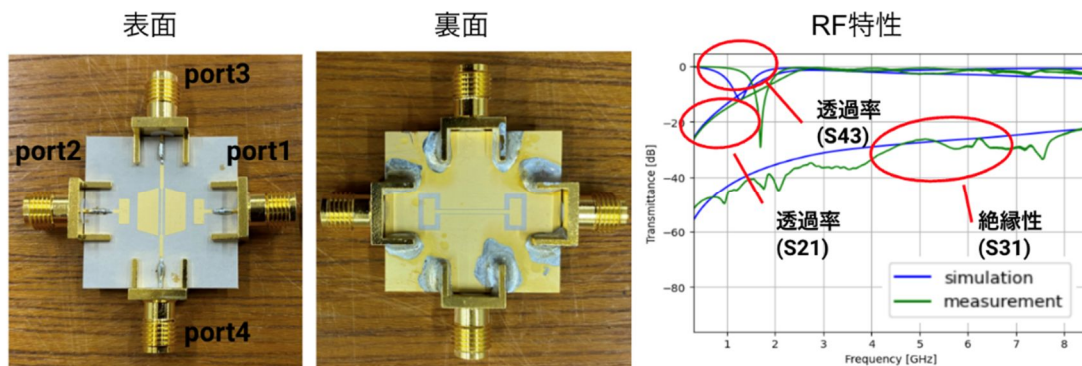 表面
裏面
RF特性
port3
port2
port1
port4
0
-20
-40
-60
-80
Transmittance [dB]
透過率
(S43)
透過率
(S21)
絶縁性
(S31)
simulation
measurement
1
2
3
4
5
6
7
8
Frequency [GHz]